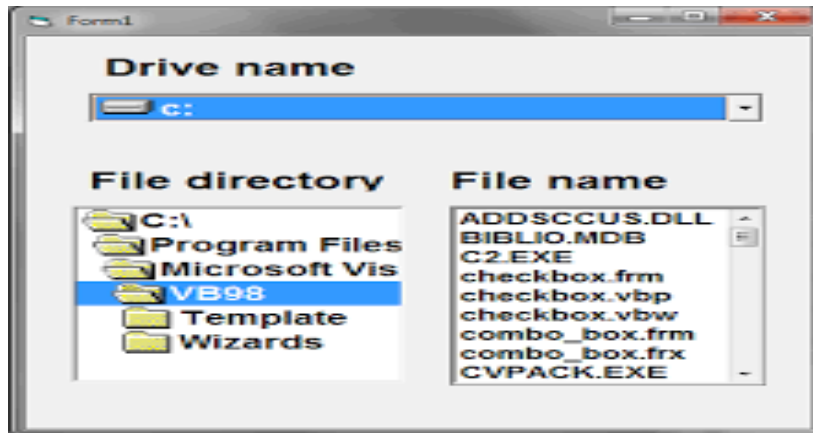 Form1
Drive name
c:
File directory
C:\
Program Files
Microsoft Vis
VB98
Template
Wizards
File name
ADDSCCUS.DLL
BIBLIO.MDB
C2.EXE
checkbox.frm
checkbox.vbp
checkbox.vbw
combo_box.frm
combo_box.frx
CVPACK.EXE